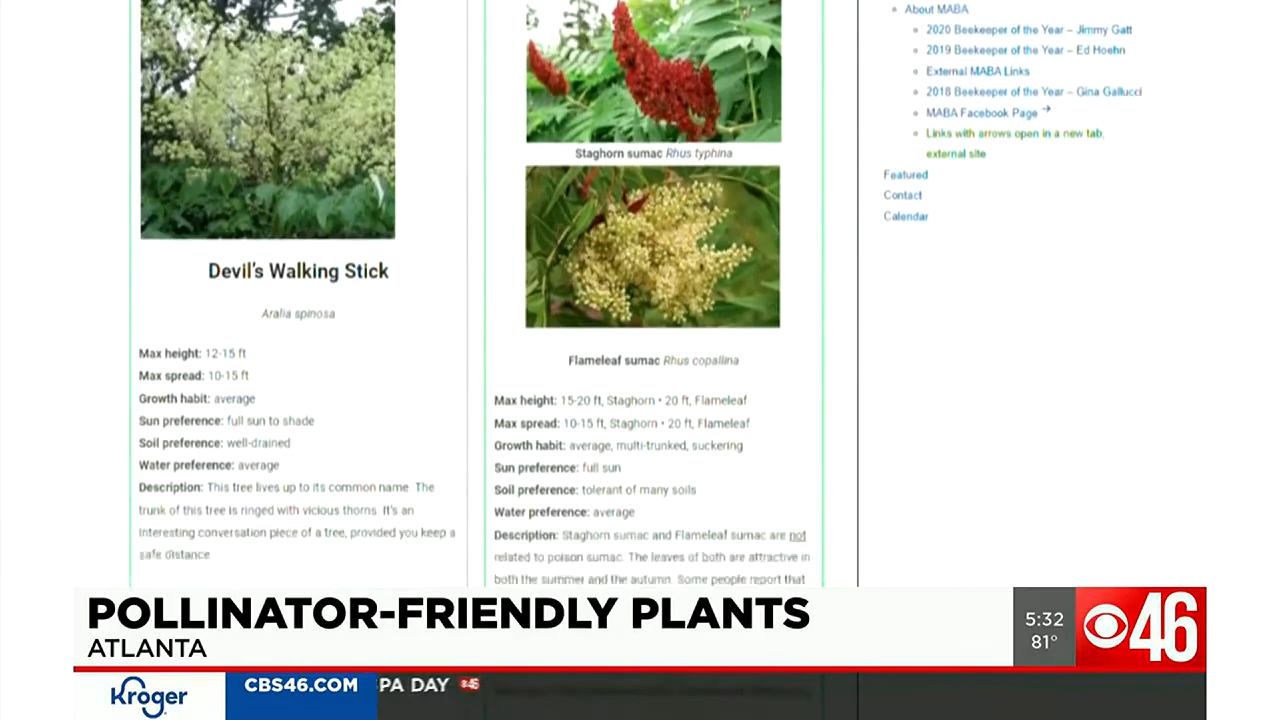 Devil's Walking Stick
Aralia spinosa
Max height: 12-15 ft
Max spread: 10-15 ft
Growth habit: average
Sun preference: full sun to shade
Soil preference: well-drained
Water preference: average
Description: This tree lives up to its common name. The
trunk of this tree is ringed with vicious thorns. It's an
interesting conversation piece of a tree, provided you keep a
safe distance
Staghorn sumac Rhus typhina
Flameleaf sumac Rhus copallina
Max height: 15-20 ft, Staghorn • 20 ft, Flameleaf
Max spread: 10-15 ft, Staghorn • 20 ft, Flameleaf
Growth habit: average, multi-trunked, suckering
Sun preference: full sun
Soil preference: tolerant of many soils
Water preference: average
Description: Staghorn sumac and Flameleaf sumac are not
related to poison sumac. The leaves of both are attractive in
both the summer and the autumn. Some people report that
About MABA
2020 Beekeeper of the Year – Jimmy Gatt
2019 Beekeeper of the Year – Ed Hoehn
External MABA Links
2018 Beekeeper of the Year – Gina Gallucci
MABA Facebook Page →
Links with arrows open in a new tab,
external site
Featured
Contact
Calendar
POLLINATOR-FRIENDLY PLANTS
ATLANTA
5:32
81°
46
Kroger
CBS46.COM
PA DAY